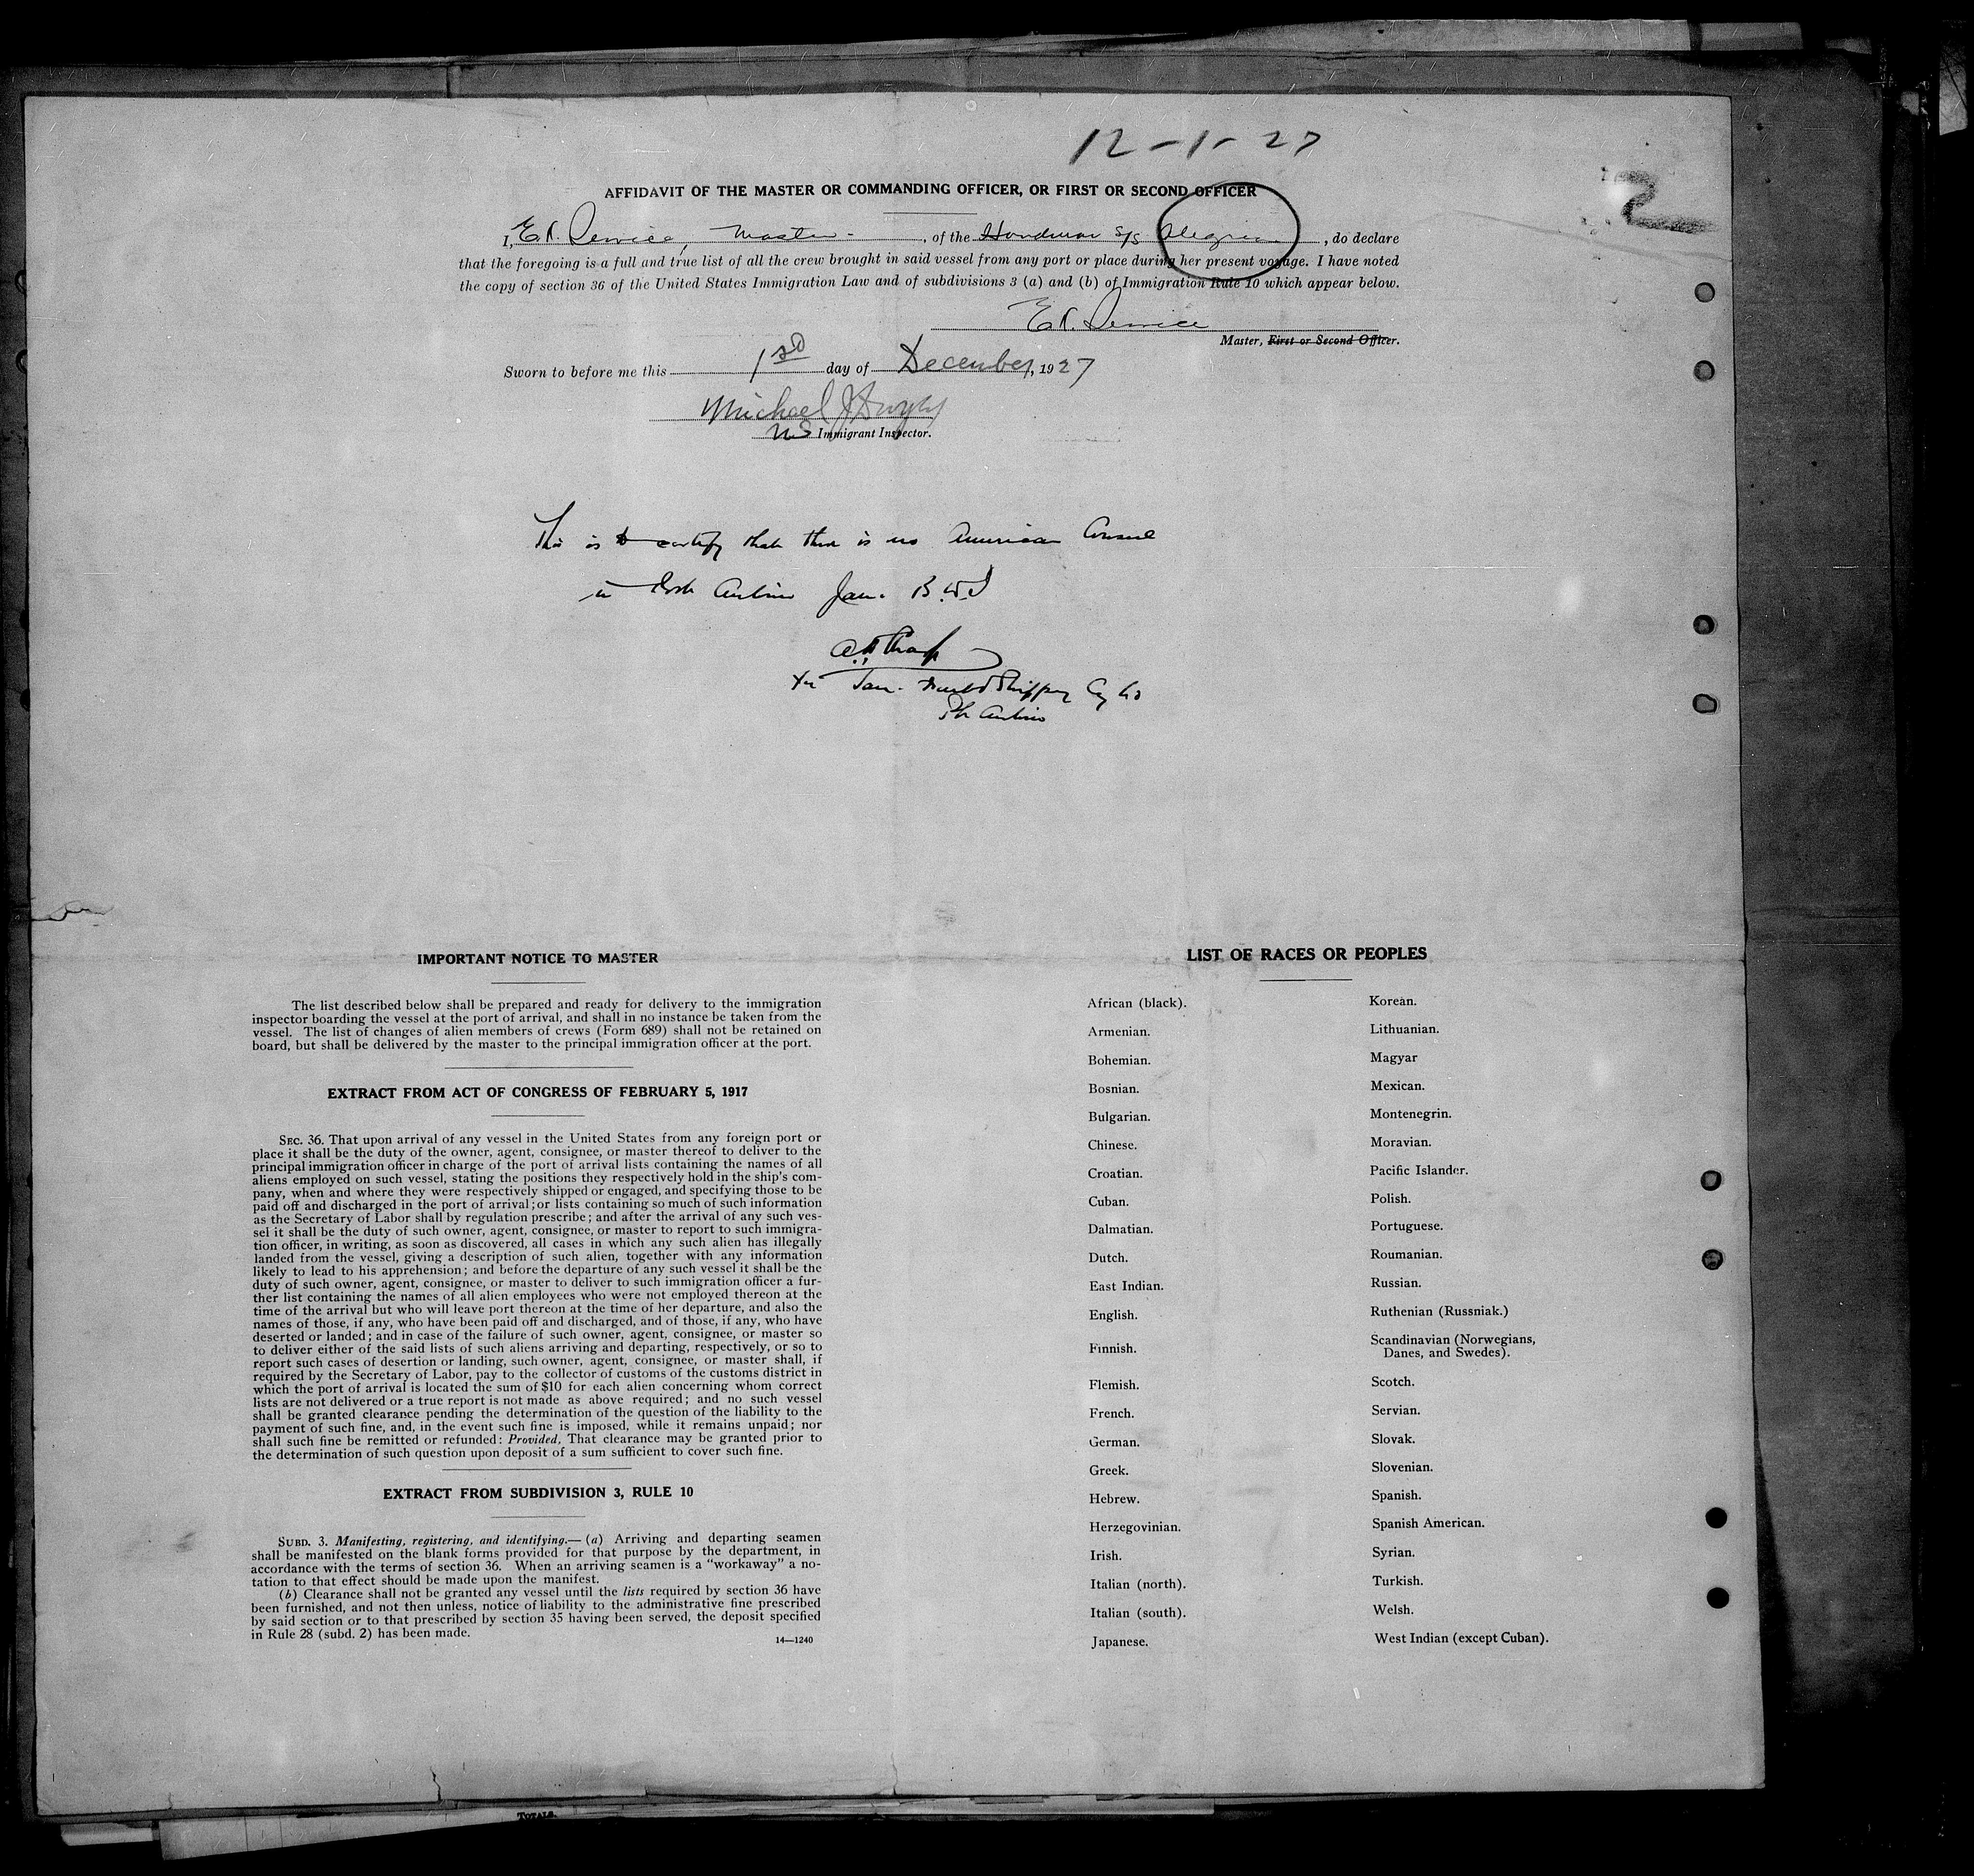 12-1-27
2
AFFIDAVIT OF THE MASTER OR COMMANDING OFFICER, OR FIRST OR SECOND OFFICER
I, Master, of the Honduran S/S, do declare
that the foregoing is a full and true list of all the crew brought in said vessel from any port or place during her present voyage. I have noted
the copy of section 36 of the United States Immigration Law and of subdivisions 3 (a) and (b) of Immigration Rule 10 which appear below.
Master, First or Second Officer.
Sworn to before me this 1st day of December, 1927
Michael J
US Immigrant Inspector.
This is to certify that there is no American Consul
in Port Antonio Jam. B.W.I
Jan. Fruit & Shipping Co Ld
Pt Antonio
IMPORTANT NOTICE TO MASTER
The list described below shall be prepared and ready for delivery to the immigration
inspector boarding the vessel at the port of arrival, and shall in no instance be taken from the
vessel. The list of changes of alien members of crews (Form 689) shall not be retained on
board, but shall be delivered by the master to the principal immigration officer at the port.
EXTRACT FROM ACT OF CONGRESS OF FEBRUARY 5, 1917
SEC. 36. That upon arrival of any vessel in the United States from any foreign port or
place it shall be the duty of the owner, agent, consignee, or master thereof to deliver to the
principal immigration officer in charge of the port of arrival lists containing the names of all
aliens employed on such vessel, stating the positions they respectively hold in the ship's com-
pany, when and where they were respectively shipped or engaged, and specifying those to be
paid off and discharged in the port of arrival; or lists containing so much of such information
as the Secretary of Labor shall by regulation prescribe; and after the arrival of any such ves-
sel it shall be the duty of such owner, agent, consignee, or master to report to such immigra-
tion officer, in writing, as soon as discovered, all cases in which any such alien has illegally
landed from the vessel, giving a description of such alien, together with any information
likely to lead to his apprehension; and before the departure of any such vessel it shall be the
duty of such owner, agent, consignee, or master to deliver to such immigration officer a fur-
ther list containing the names of all alien employees who were not employed thereon at the
time of the arrival but who will leave port thereon at the time of her departure, and also the
names of those, if any, who have been paid off and discharged, and of those, if any, who have
deserted or landed; and in case of the failure of such owner, agent, consignee, or master so
to deliver either of the said lists of such aliens arriving and departing, respectively, or so to
report such cases of desertion or landing, such owner, agent, consignee, or master shall, if
required by the Secretary of Labor, pay to the collector of customs of the customs district in
which the port of arrival is located the sum of $10 for each alien concerning whom correct
lists are not delivered or a true report is not made as above required; and no such vessel
shall be granted clearance pending the determination of the question of the liability to the
payment of such fine, and, in the event such fine is imposed, while it remains unpaid; nor
shall such fine be remitted or refunded: Provided, That clearance may be granted prior to
the determination of such question upon deposit of a sum sufficient to cover such fine.
EXTRACT FROM SUBDIVISION 3, RULE 10
SUBD. 3. Manifesting, registering, and identifying.—(a) Arriving and departing seamen
shall be manifested on the blank forms provided for that purpose by the department, in
accordance with the terms of section 36. When an arriving seamen is a "workaway" a no-
tation to that effect should be made upon the manifest.
(b) Clearance shall not be granted any vessel until the lists required by section 36 have
been furnished, and not then unless, notice of liability to the administrative fine prescribed
by said section or to that prescribed by section 35 having been served, the deposit specified
in Rule 28 (subd. 2) has been made.
14—1240
LIST OF RACES OR PEOPLES
African (black).
Armenian.
Bohemian.
Bosnian.
Bulgarian.
Chinese.
Croatian.
Cuban.
Dalmatian.
Dutch.
East Indian.
English.
Finnish.
Flemish.
French.
German.
Greek.
Hebrew.
Herzegovinian.
Irish.
Italian (north).
Italian (south).
Japanese.
Korean.
Lithuanian.
Magyar
Mexican.
Montenegrin.
Moravian.
Pacific Islander.
Polish.
Portuguese.
Roumanian.
Russian.
Ruthenian (Russniak.)
Scandinavian (Norwegians,
Danes, and Swedes).
Scotch.
Servian.
Slovak.
Slovenian.
Spanish.
Spanish American.
Syrian.
Turkish.
Welsh.
West Indian (except Cuban).
TOTALS.